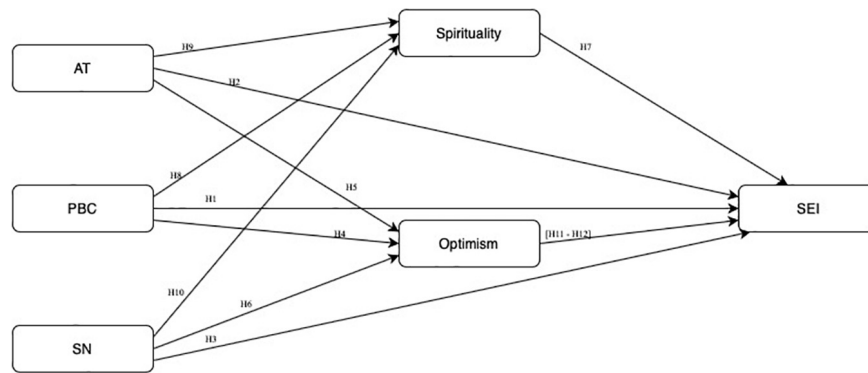 Spirituality
H9
H7
AT
H2
H8
H5
H1
PBC
SEI
H4
Optimism
[H11 - H12]
H10
H6
H3
SN